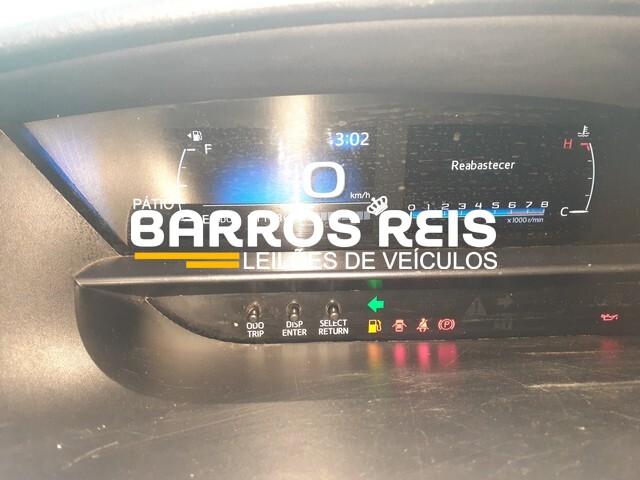 3:02
F
H
Reabastecer
0
km/h
0 1 2 3 4 5 6 7 8
C
x1000r/min
PÁTIO
BARROS REIS
LEILÕES DE VEÍCULOS
ODO TRIP
DISP ENTER
SELECT RETURN